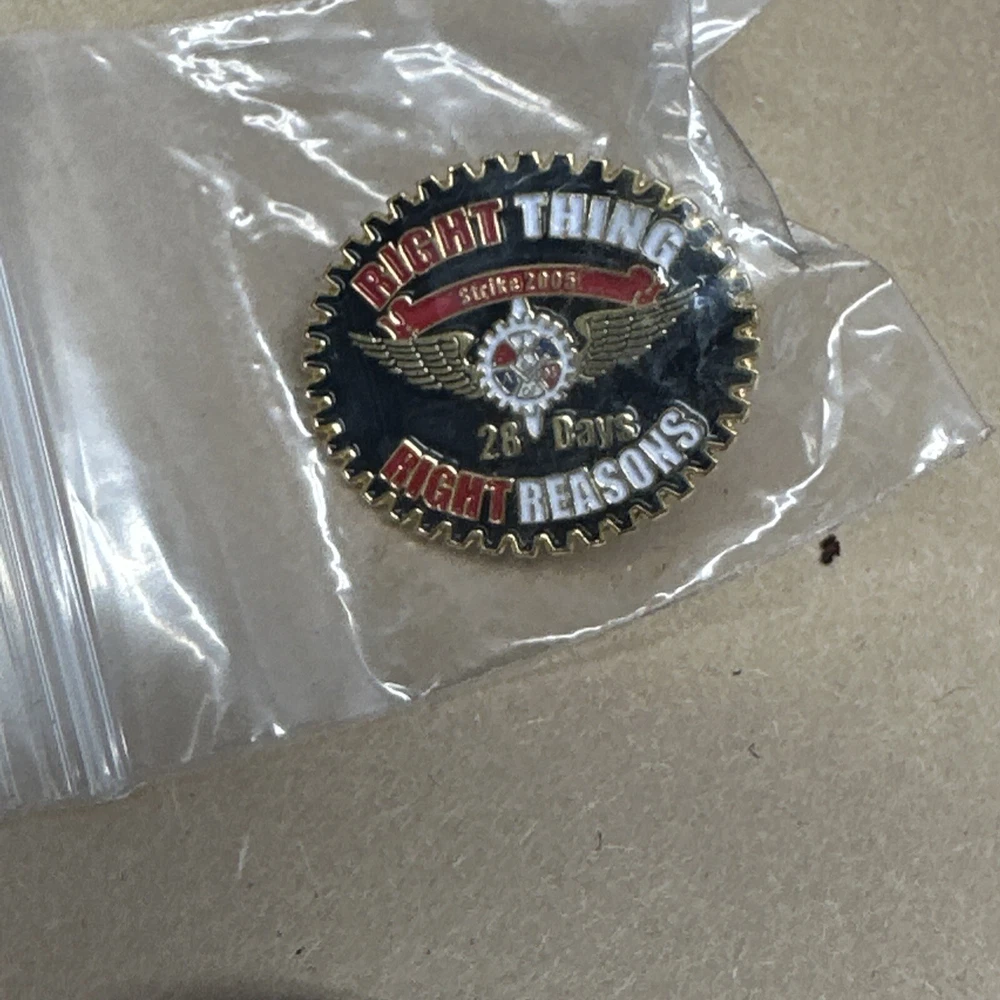 RIGHT THING
Strike 2005
28 Days
RIGHT REASONS